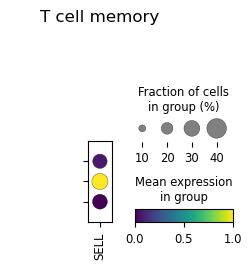 T cell memory
Fraction of cells
in group (%)
10 20 30 40
Mean expression
in group
0.0 0.5 1.0
SELL